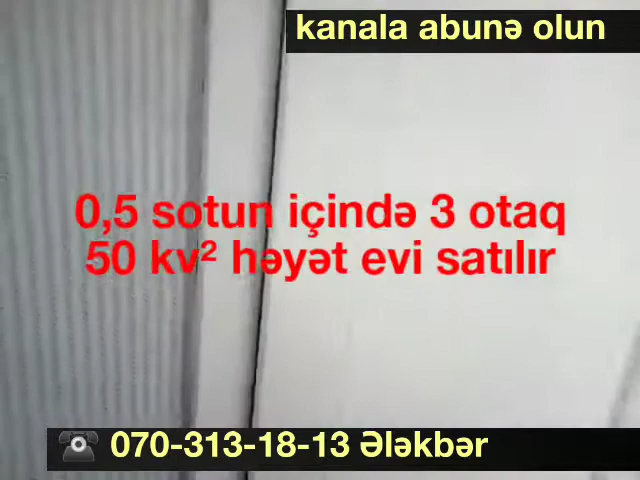 kanala abunə olun
0,5 sotun içində 3 otaq
50 kv² həyət evi satılır
☎ 070-313-18-13 Ələkbər